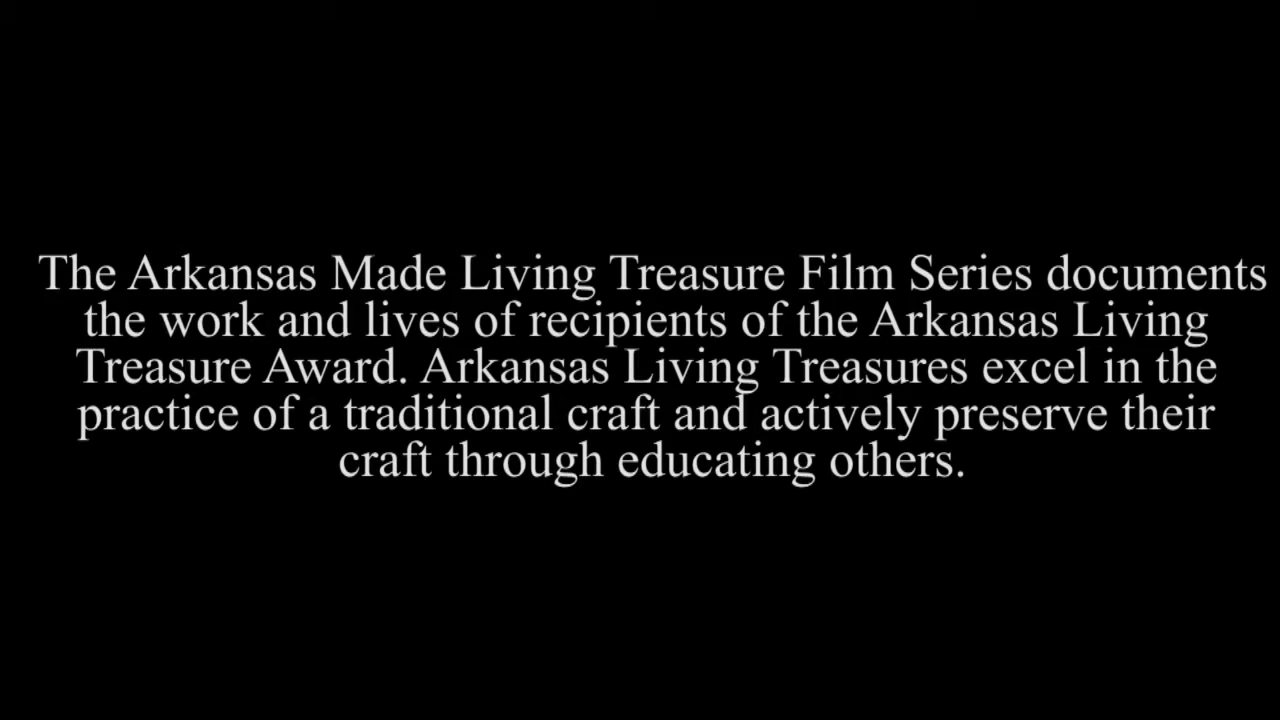 The Arkansas Made Living Treasure Film Series documents
the work and lives of recipients of the Arkansas Living
Treasure Award. Arkansas Living Treasures excel in the
practice of a traditional craft and actively preserve their
craft through educating others.